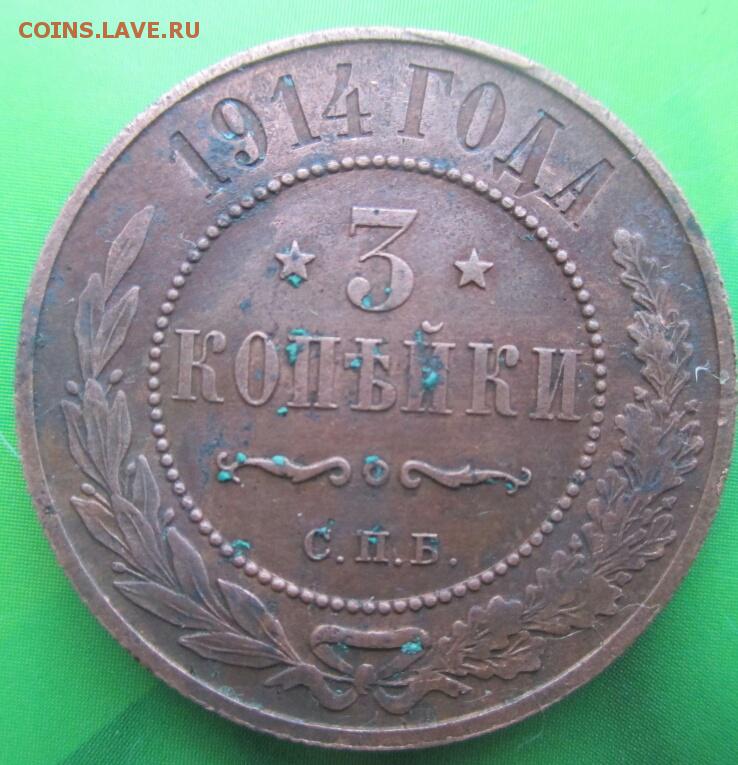 COINS.LAVE.RU
1914 ГОДА
3
КОПѢЙКИ
С.П.Б.